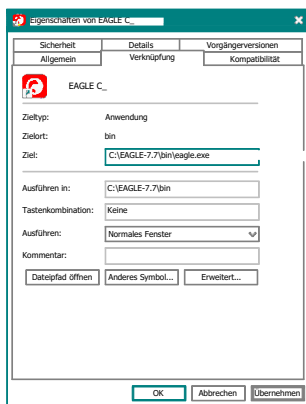 Eigenschaften von EAGLE C_
Sicherheit Details Vorgängerversionen
Allgemein Verknüpfung Kompatibilität
EAGLE C_
Zieltyp: Anwendung
Zielort: bin
Ziel: C:\EAGLE-7.7\bin\eagle.exe
Ausführen in: C:\EAGLE-7.7\bin
Tastenkombination: Keine
Ausführen: Normales Fenster
Kommentar:
Dateipfad öffnen Anderes Symbol... Erweitert...
OK Abbrechen Übernehmen